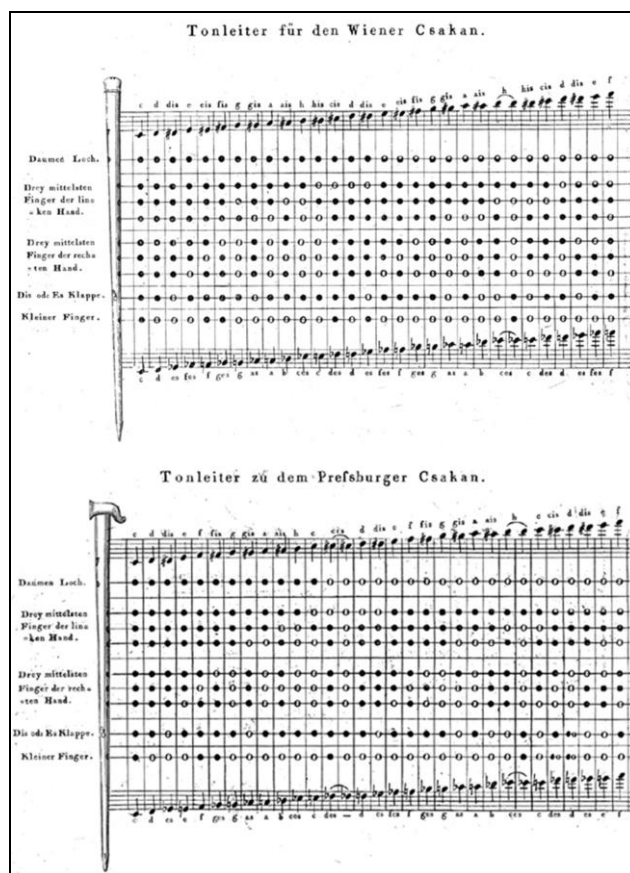 Tonleiter für den Wiener Csakan.
c d dis e eis fis g gis a ais h his cis d dis e eis fis g gis a ais h his cis d dis e f
Daumen Loch.
Drey mittelsten
Finger der lin=
ken Hand.
Drey mittelsten
Finger der rech=
ten Hand.
Dis od: Es Klappe.
Kleiner Finger.
c d es fes f ges g as a b ces c des d es fes f ges g as a b ces c des d es fes f
Tonleiter zu dem Preſsburger Csakan.
c d dis e f fis g gis a ais h c cis d dis e f fis g gis a ais h c cis d dis e f
Daumen Loch.
Drey mittelsten
Finger der lin=
ken Hand.
Drey mittelsten
Finger der rech=
ten Hand.
Dis od: Es Klappe.
Kleiner Finger.
c d es e f ges g as a b ces c des — d es fes f ges g as a b ces c des d es e f